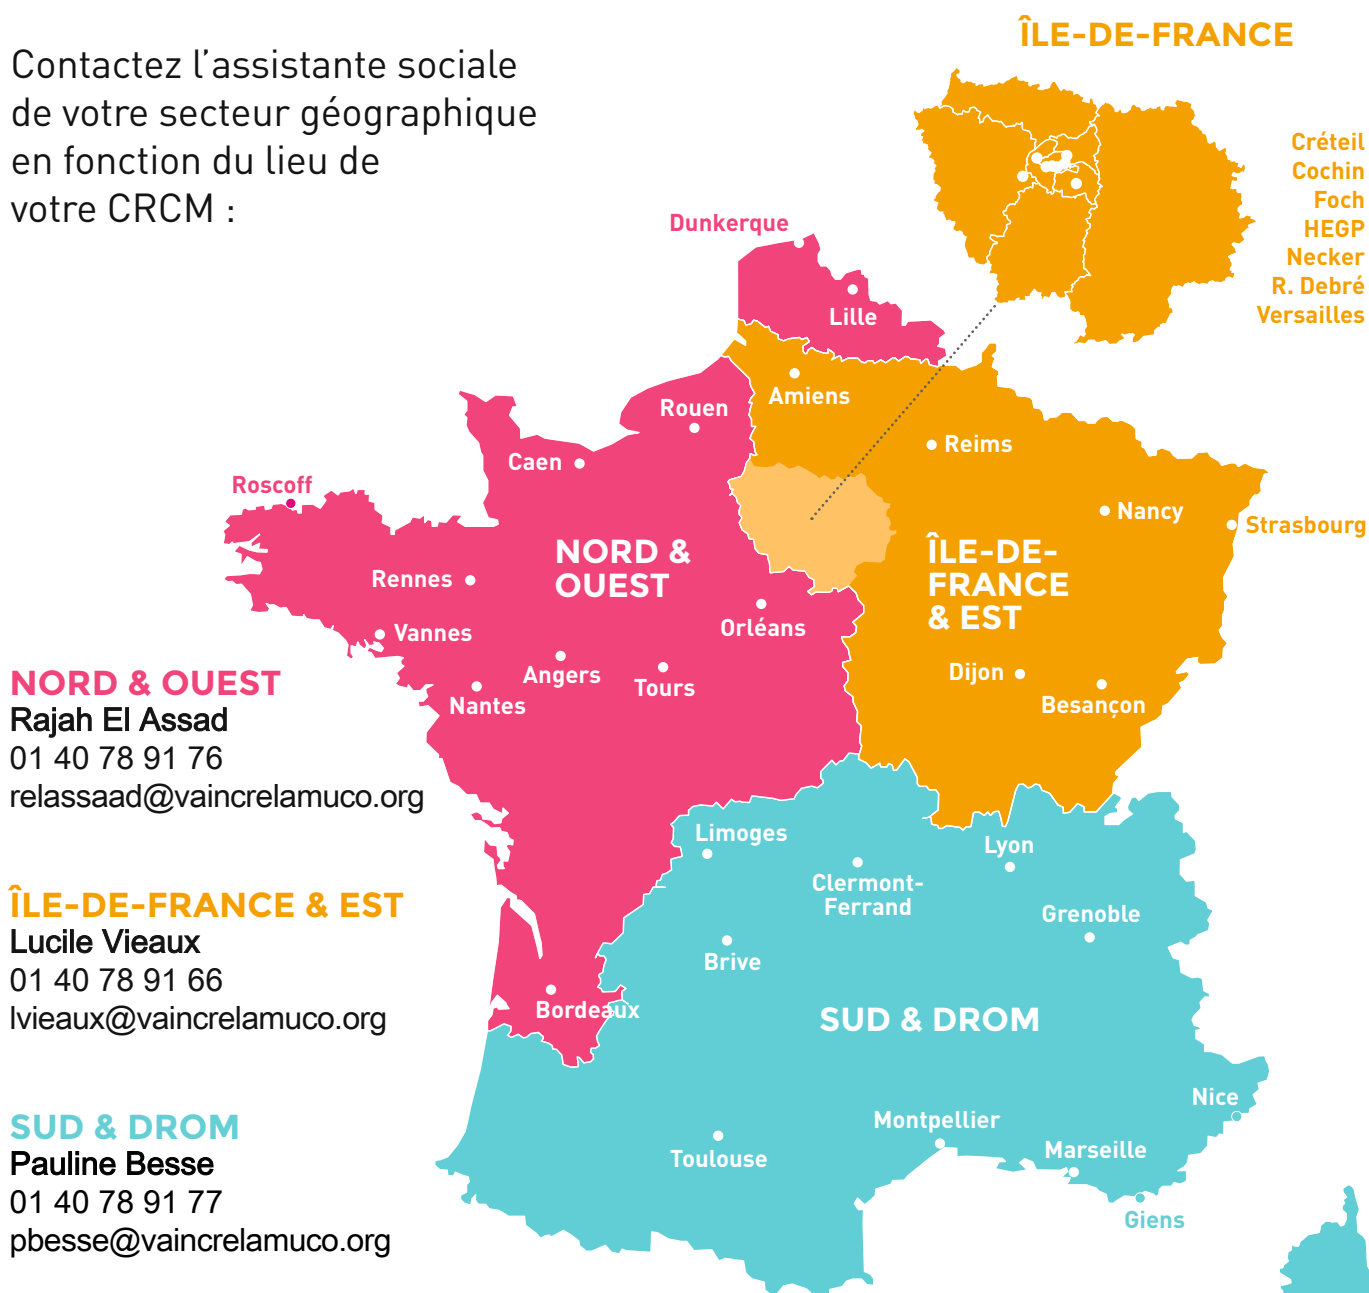 Contactez l'assistante sociale
de votre secteur géographique
en fonction du lieu de
votre CRCM :
ÎLE-DE-FRANCE
Créteil
Cochin
Foch
HEGP
Necker
R. Debré
Versailles
Dunkerque
Lille
Amiens
Rouen
Reims
Caen
Roscoff
Nancy
Strasbourg
NORD &
OUEST
ÎLE-DE-
FRANCE
& EST
Rennes
Orléans
Vannes
Angers
Tours
Nantes
Dijon
Besançon
NORD & OUEST
Rajah El Assad
01 40 78 91 76
relassaad@vaincrelamuco.org
Limoges
Lyon
Clermont-
Ferrand
Grenoble
Brive
Bordeaux
SUD & DROM
ÎLE-DE-FRANCE & EST
Lucile Vieaux
01 40 78 91 66
lvieaux@vaincrelamuco.org
Nice
Montpellier
Marseille
Toulouse
Giens
SUD & DROM
Pauline Besse
01 40 78 91 77
pbesse@vaincrelamuco.org